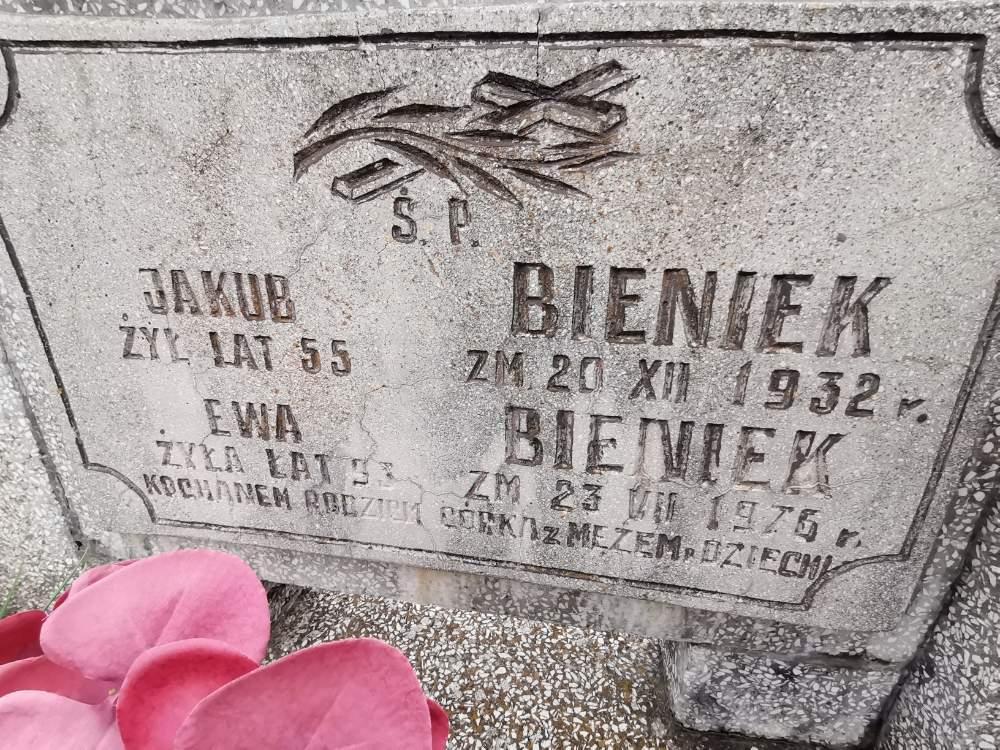 Ś. P.
JAKUB BIENIEK
ŻYŁ LAT 55 ZM 20 XII 1932 r.
EWA BIENIEK
ŻYŁA LAT 93 ZM. 23 VII 1976 r.
KOCHANEM RODZICOM CÓRKA z MĘŻEM i DZIEĆMI